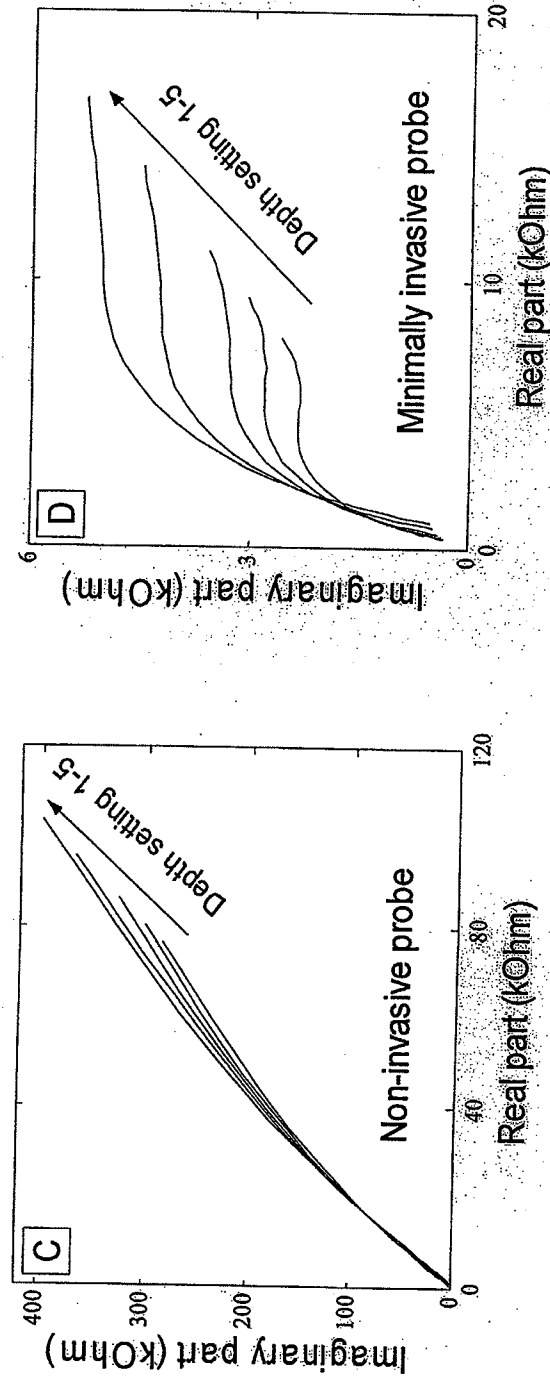 C
Imaginary part (kOhm)
400
300
200
100
0
Depth setting 1-5
Non-invasive probe
0
40
80
120
Real part (kOhm)
D
Imaginary part (kOhm)
6
3
0
Depth setting 1-5
Minimally invasive probe
0
10
20
Real part (kOhm)